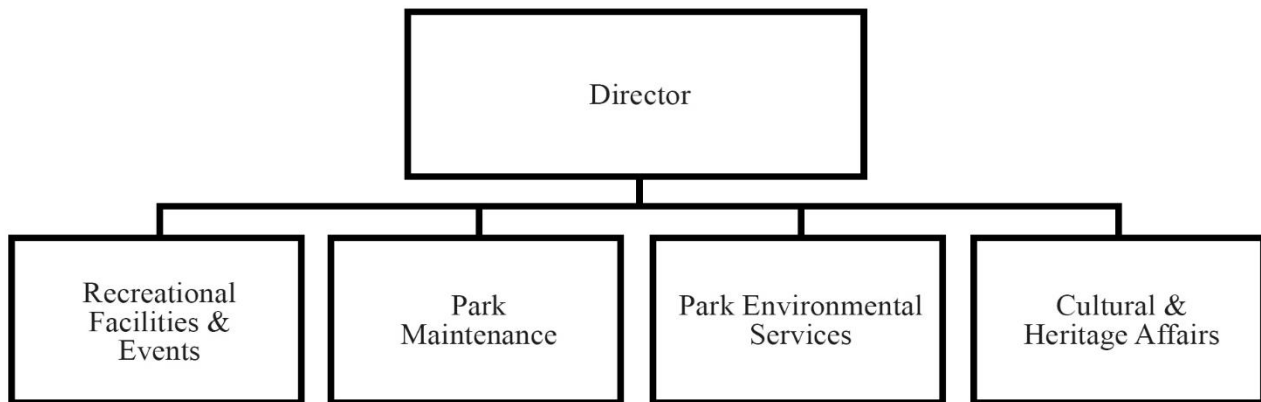 Director
Recreational
Facilities &
Events
Park
Maintenance
Park Environmental
Services
Cultural &
Heritage Affairs